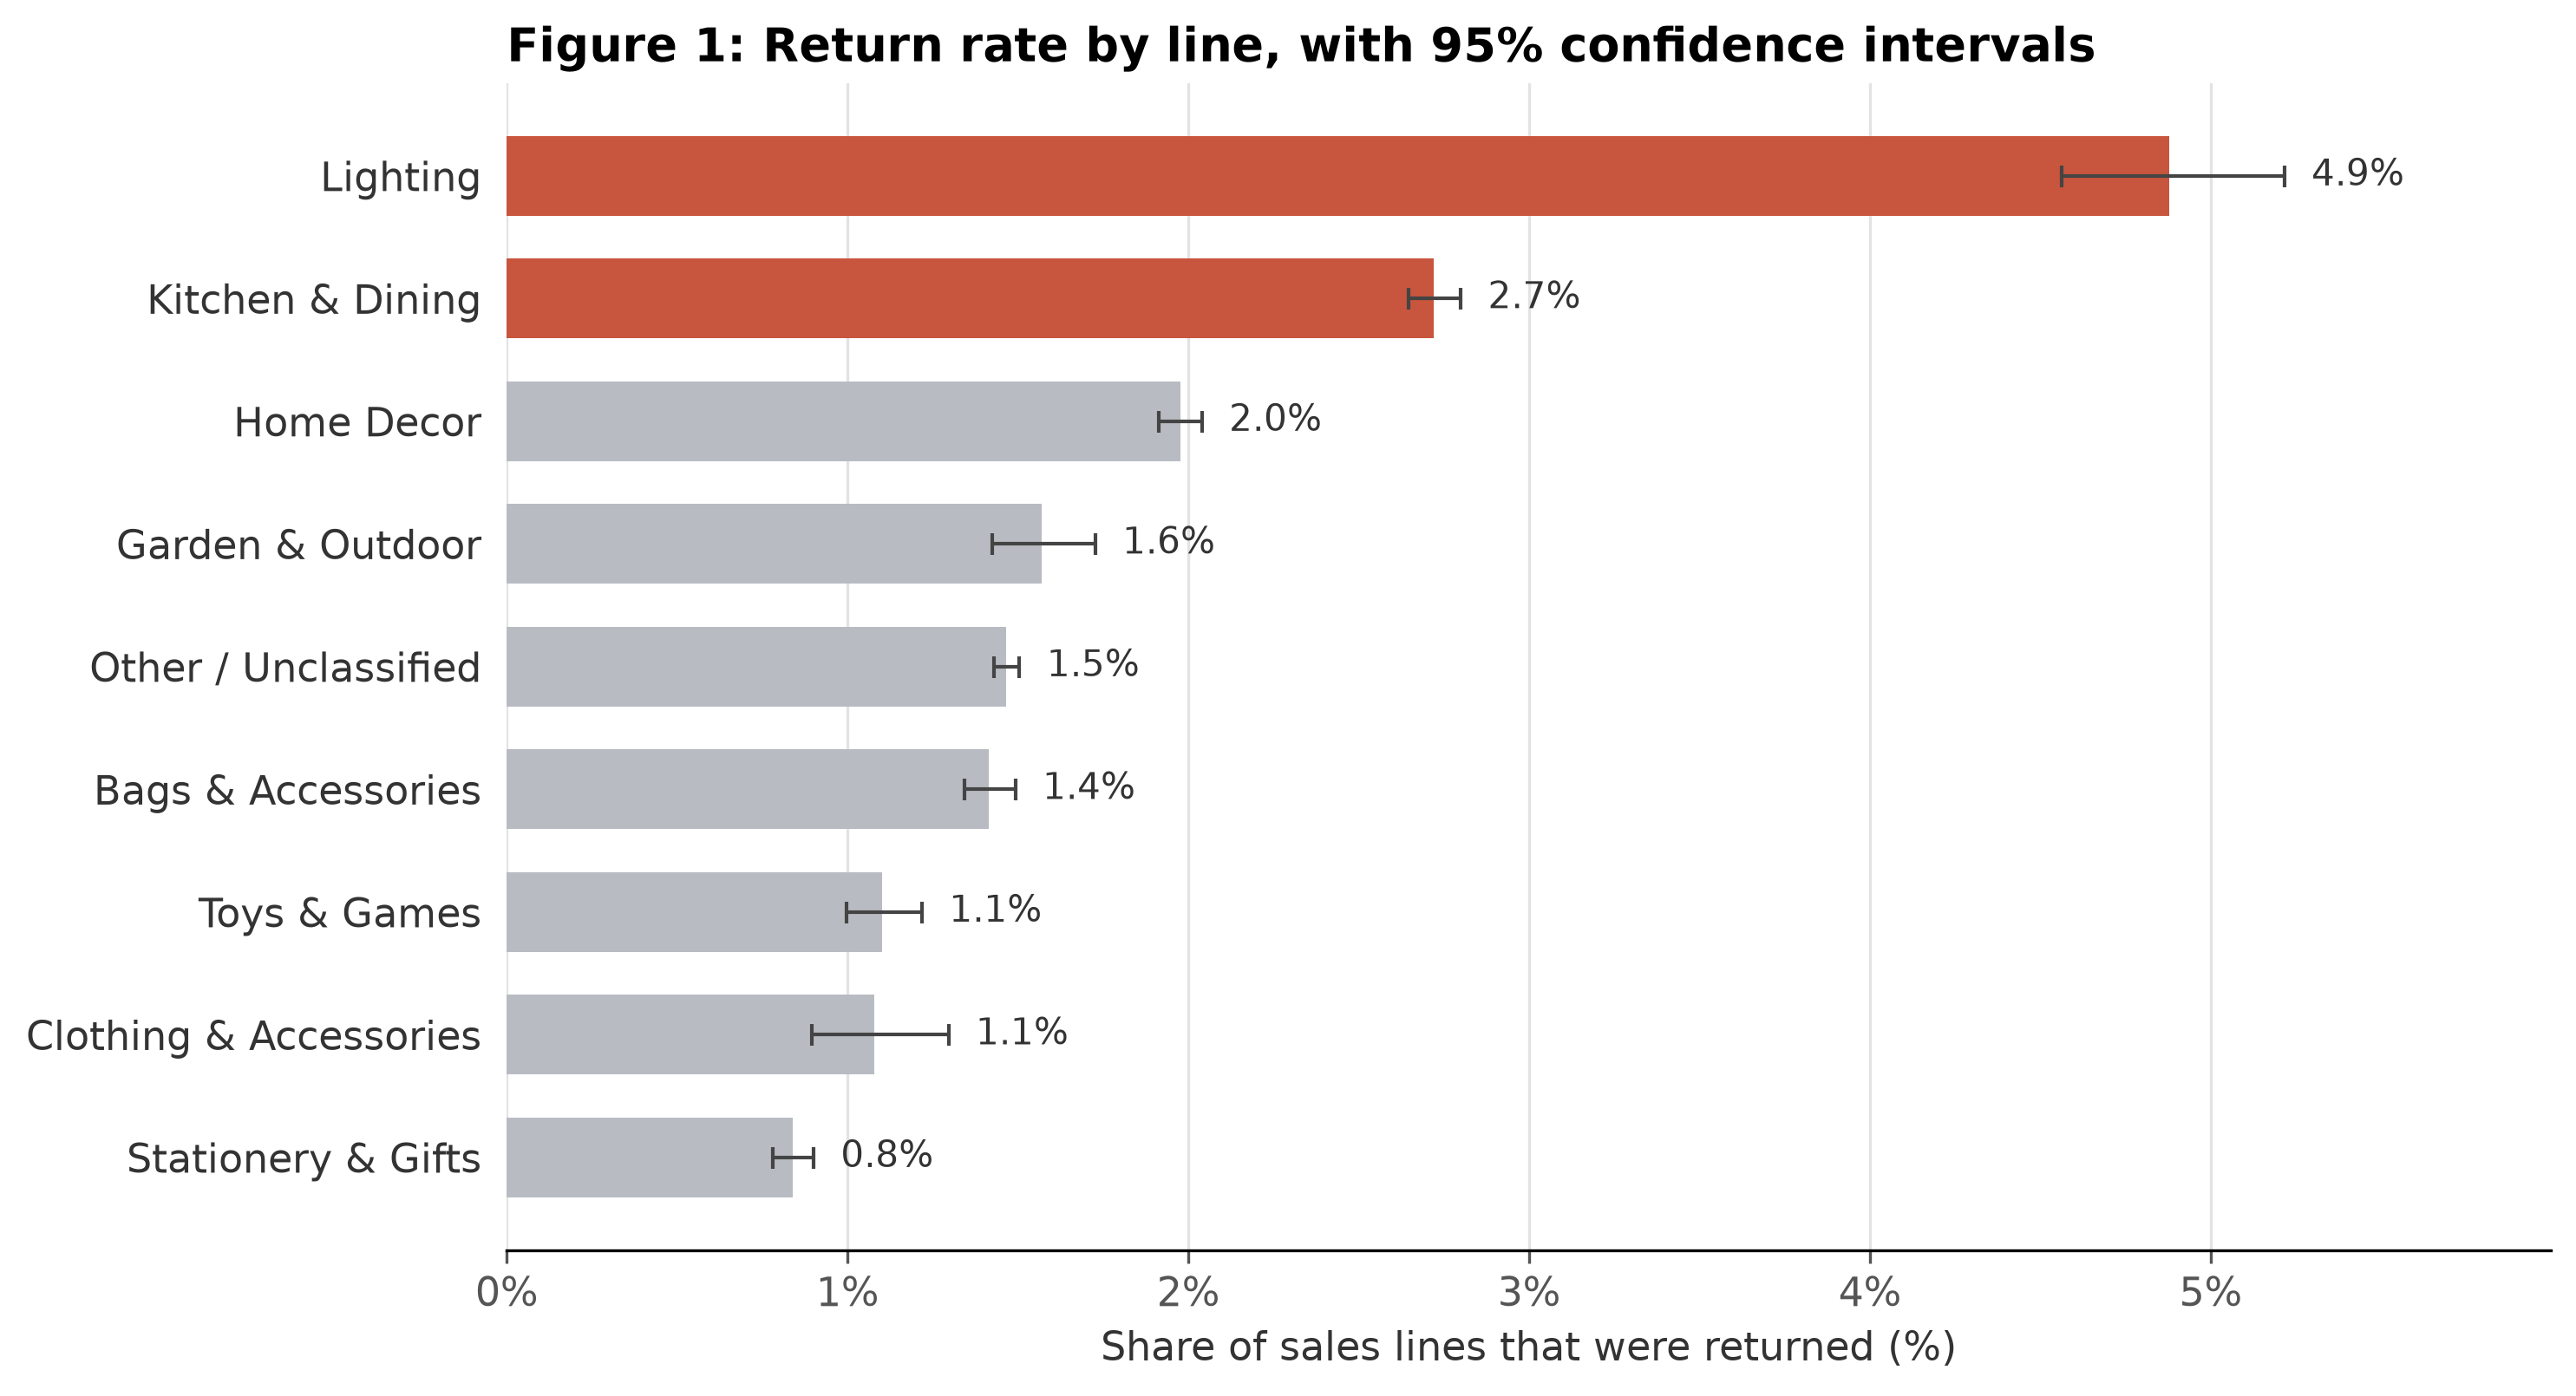 Figure 1: Return rate by line, with 95% confidence intervals
Lighting 4.9%
Kitchen & Dining 2.7%
Home Decor 2.0%
Garden & Outdoor 1.6%
Other / Unclassified 1.5%
Bags & Accessories 1.4%
Toys & Games 1.1%
Clothing & Accessories 1.1%
Stationery & Gifts 0.8%
0% 1% 2% 3% 4% 5%
Share of sales lines that were returned (%)